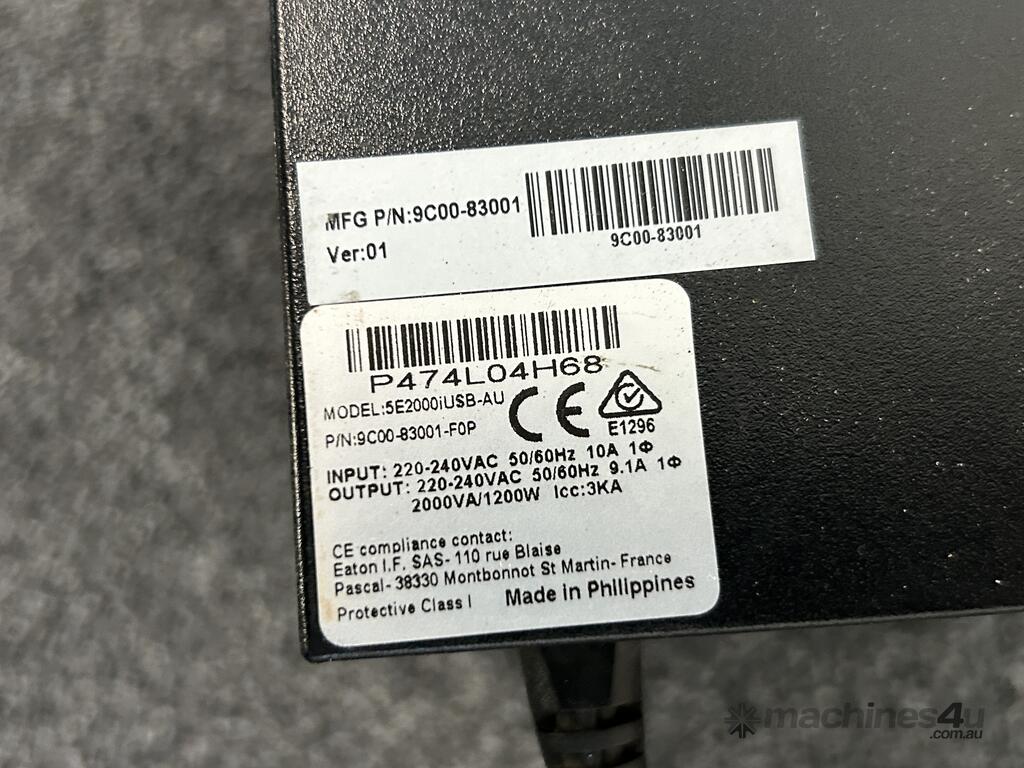 MFG P/N:9C00-83001
Ver:01
9C00-83001
P474L04H68
MODEL:5E2000iUSB-AU
P/N:9C00-83001-F0P
CE
E1296
INPUT: 220-240VAC 50/60Hz 10A 1Φ
OUTPUT: 220-240VAC 50/60Hz 9.1A 1Φ
2000VA/1200W Icc:3KA
CE compliance contact:
Eaton I.F. SAS- 110 rue Blaise
Pascal- 38330 Montbonnot St Martin- France
Protective Class I
Made in Philippines
machines4u
.com.au